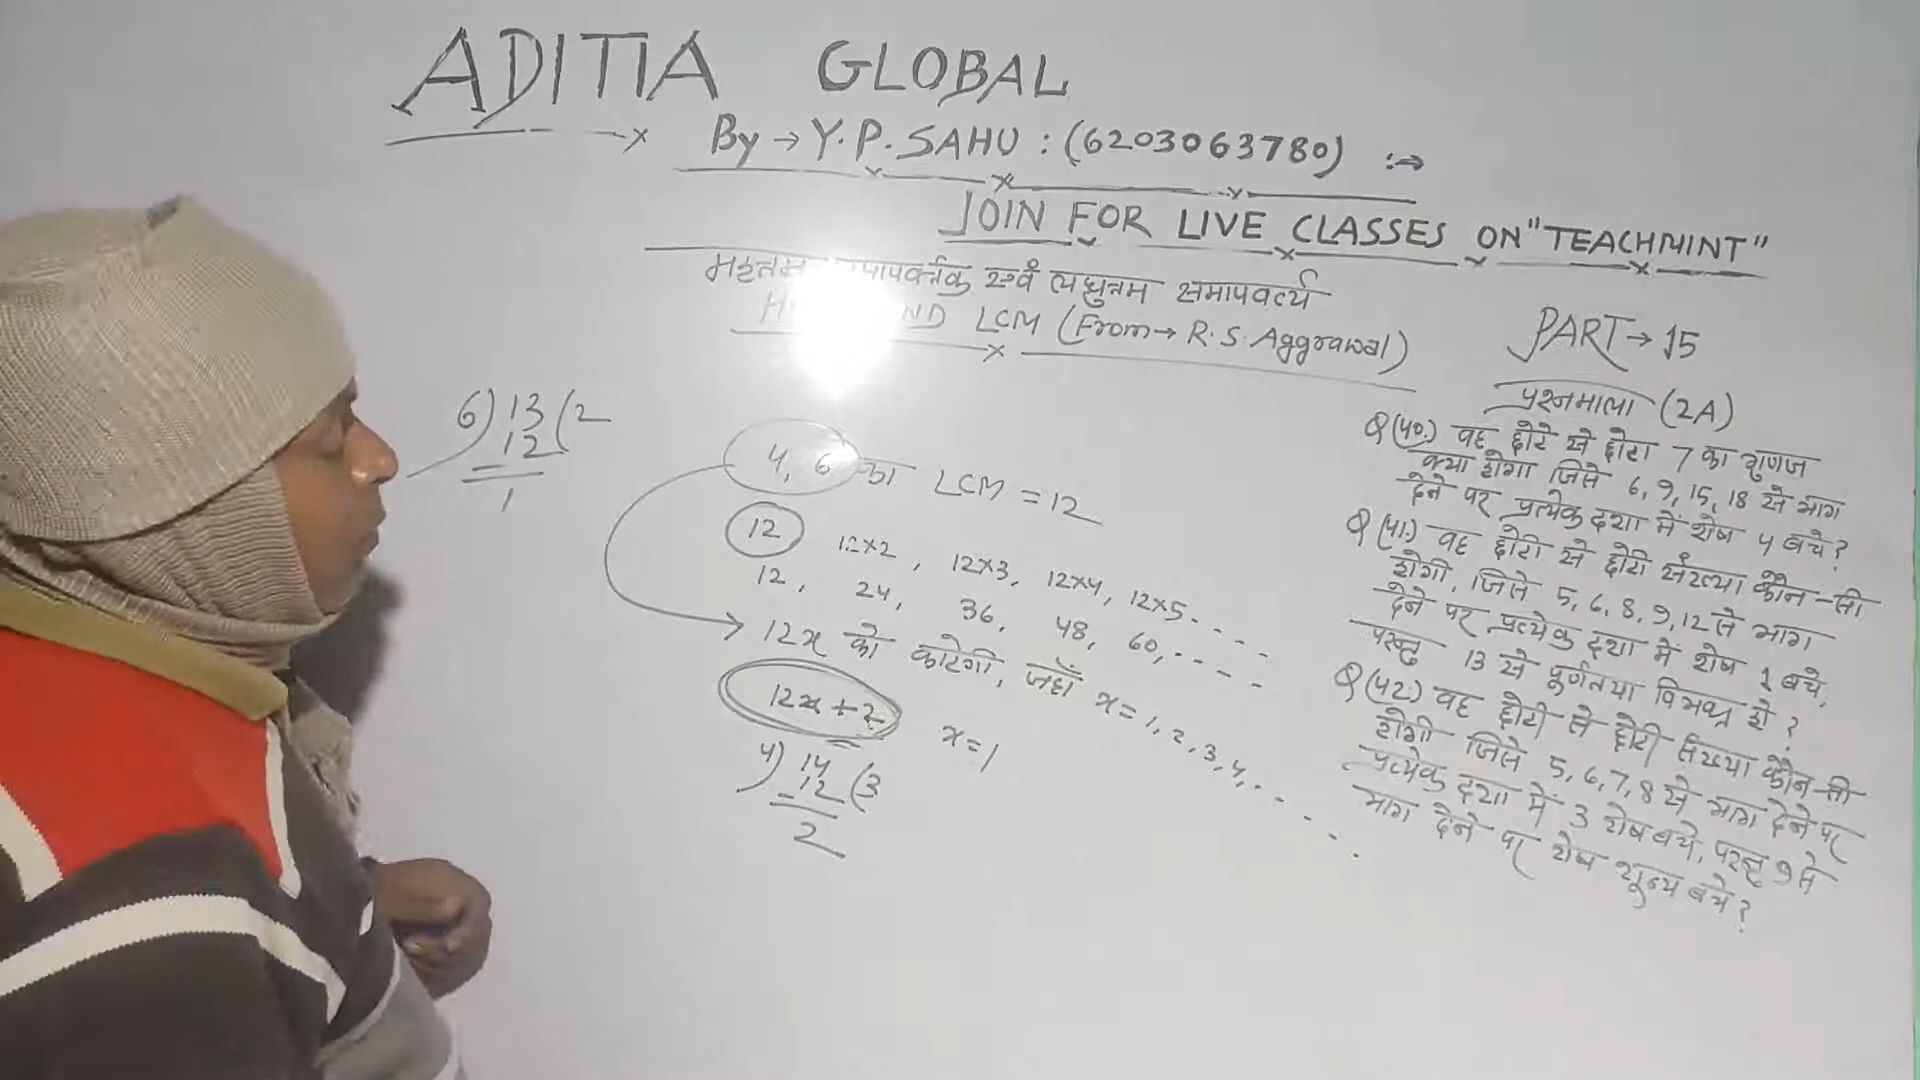 ADITIA GLOBAL
By → Y.P. SAHU : (6203063780) :→
JOIN FOR LIVE CLASSES ON "TEACHMINT"
एवं लघुतम समापवर्त्य
LCM (From → R.S. Aggrawal)
PART → 15
प्रश्नमाला (2A)
Q(40.) वह छोटे से छोटा 7 का गुणज
क्या होगा जिसे 6, 9, 15, 18 से भाग
देने पर प्रत्येक दशा में शेष 4 बचे?
Q(41.) वह छोटी से छोटी संख्या कौन-सी
होगी, जिसे 5, 6, 8, 9, 12 से भाग
देने पर प्रत्येक दशा में शेष 1 बचे,
परन्तु 13 से पूर्णतया विभक्त हो?
Q(42.) वह छोटी से छोटी संख्या कौन-सी
होगी जिसे 5, 6, 7, 8 से भाग देने पर
प्रत्येक दशा में 3 शेष बचे, परन्तु 9 से
भाग देने पर शेष शून्य बचे?
6) 13 (2
12
1
4, 6 का LCM = 12
12
12×2, 12×3, 12×4, 12×5 - - -
12, 24, 36, 48, 60, - - - -
12x को काटेगी, जहाँ x = 1, 2, 3, 4, - - - - - -
12x + 2
x = 1
4) 14 (3
- 12
2